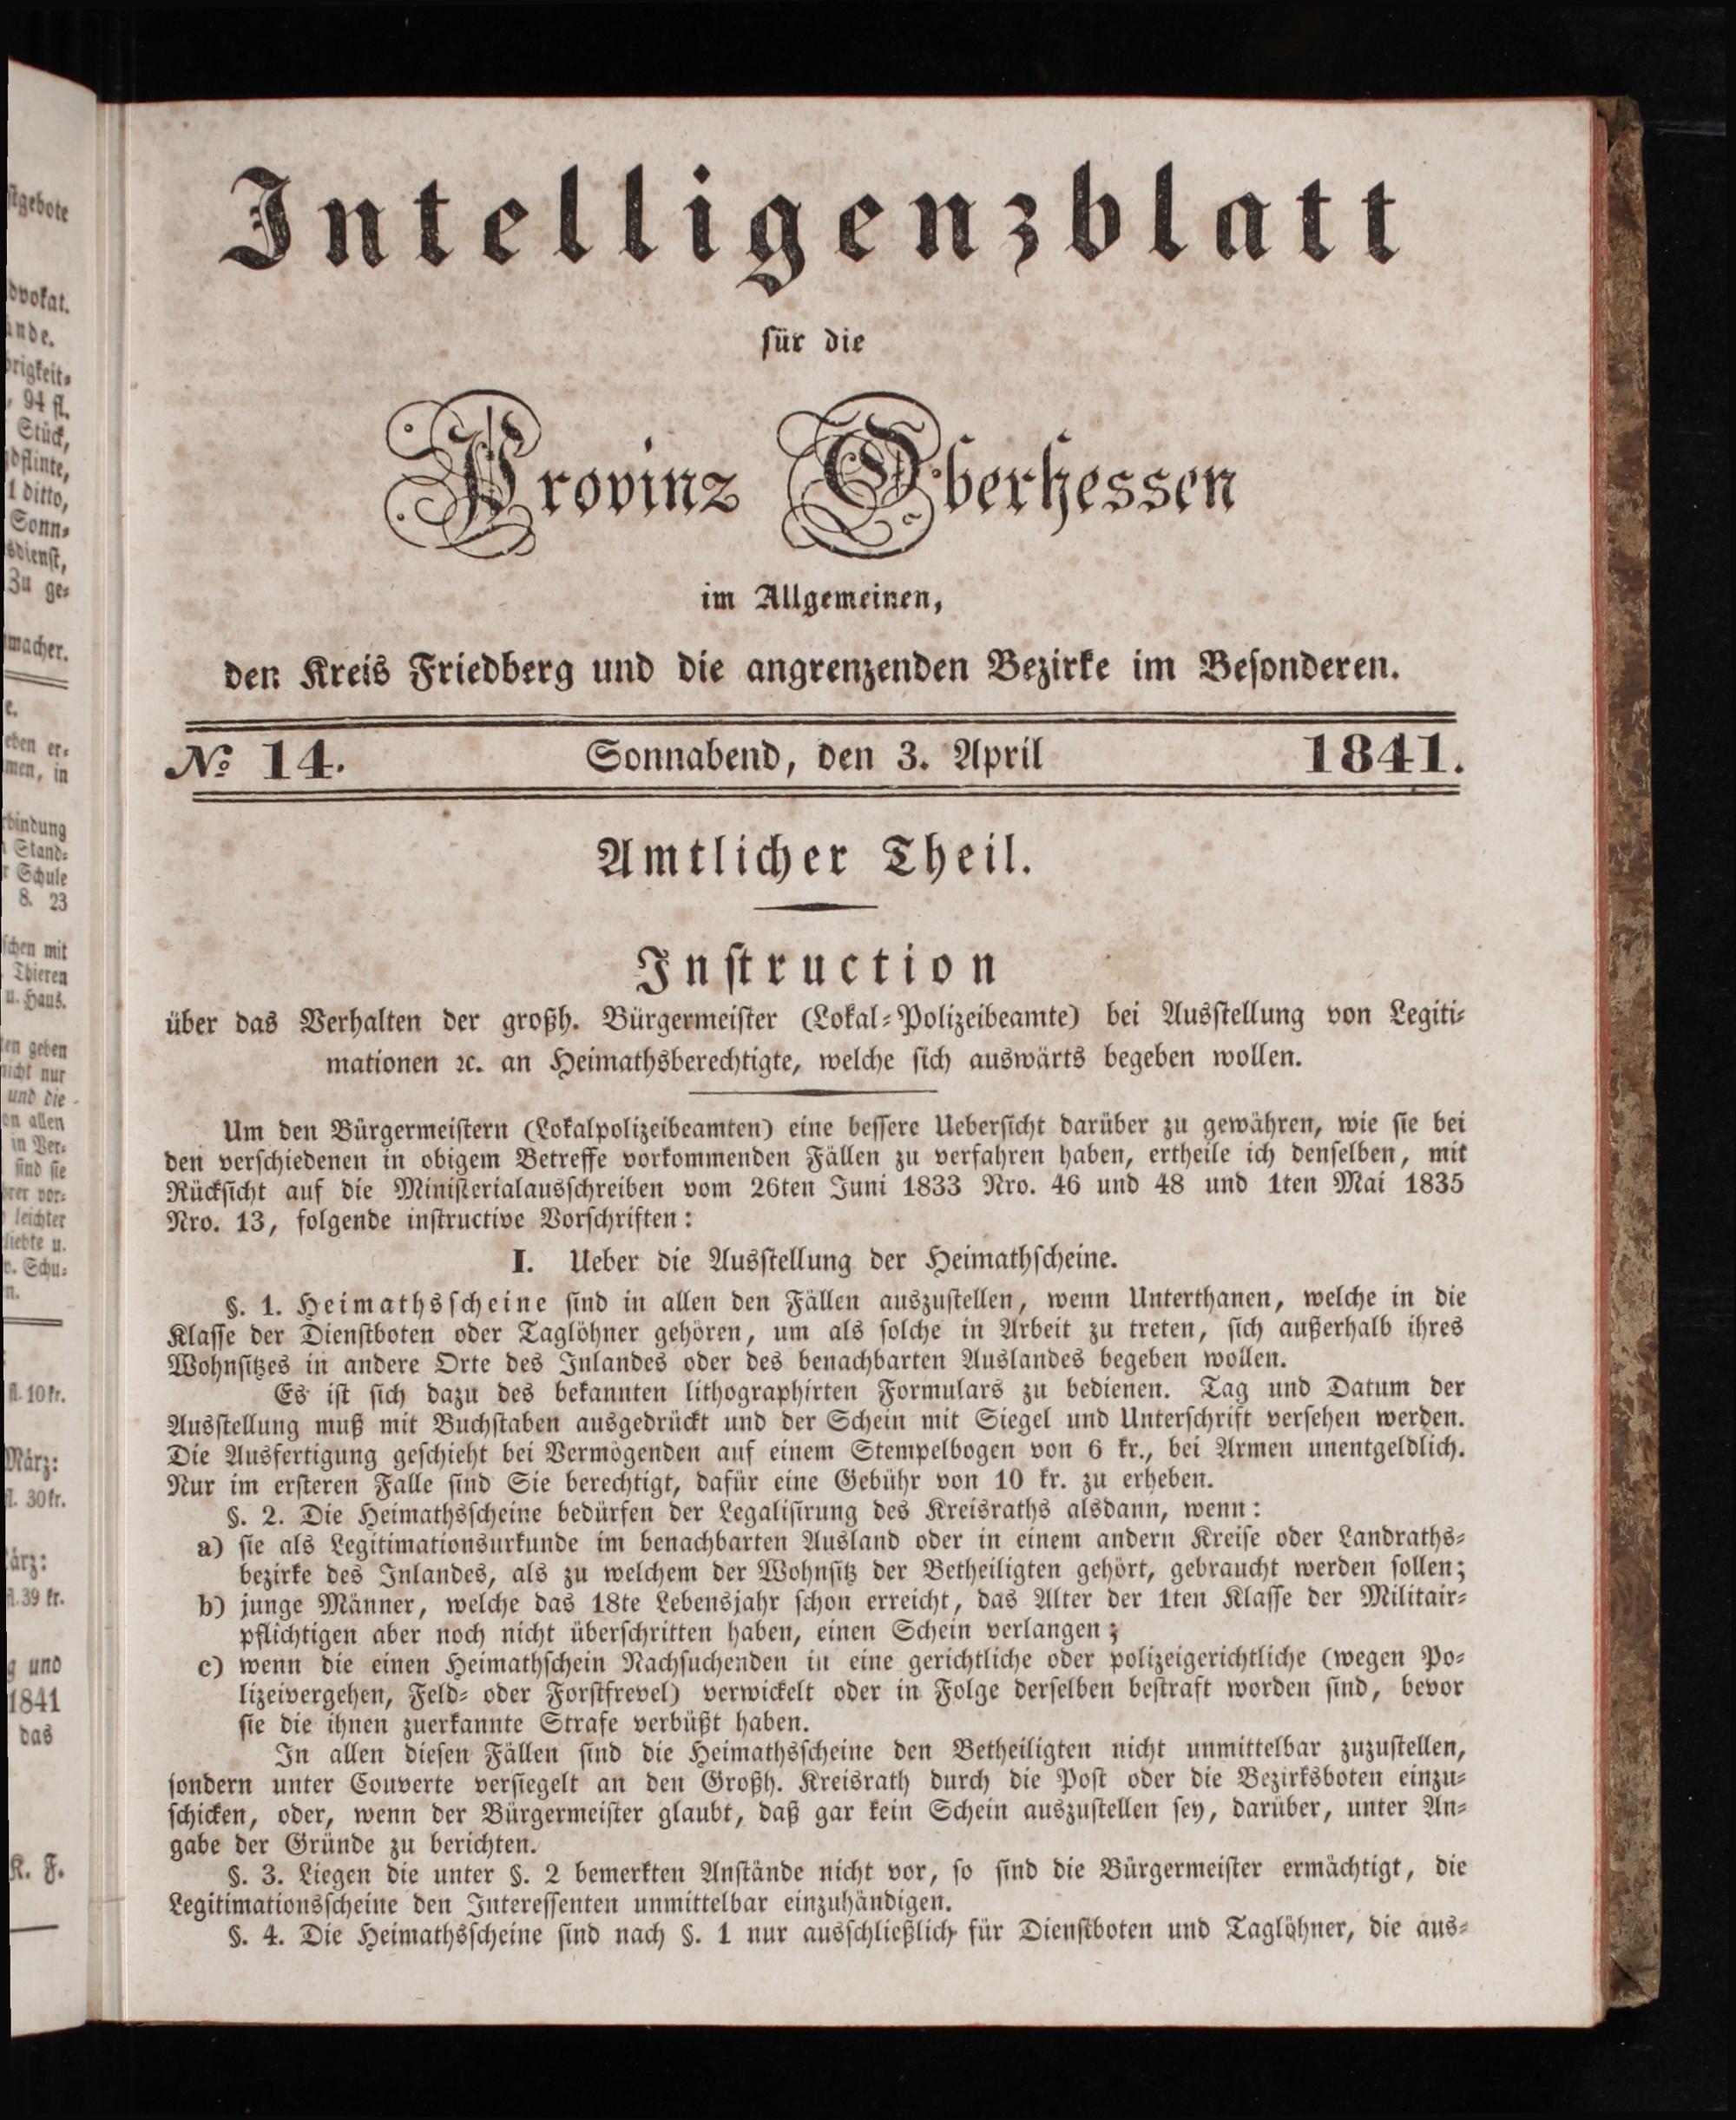 Intelligenzblatt
für die
Provinz Oberhessen
im Allgemeinen,
den Kreis Friedberg und die angrenzenden Bezirke im Besonderen.
№ 14. Sonnabend, den 3. April 1841.
Amtlicher Theil.
Instruction
über das Verhalten der großh. Bürgermeister (Lokal-Polizeibeamte) bei Ausstellung von Legiti-
mationen ꝛc. an Heimathsberechtigte, welche sich auswärts begeben wollen.
Um den Bürgermeistern (Lokalpolizeibeamten) eine bessere Uebersicht darüber zu gewähren, wie sie bei
den verschiedenen in obigem Betreffe vorkommenden Fällen zu verfahren haben, ertheile ich denselben, mit
Rücksicht auf die Ministerialausschreiben vom 26ten Juni 1833 Nro. 46 und 48 und 1ten Mai 1835
Nro. 13, folgende instructive Vorschriften:
I. Ueber die Ausstellung der Heimathscheine.
§. 1. Heimathsscheine sind in allen den Fällen auszustellen, wenn Unterthanen, welche in die
Klasse der Dienstboten oder Taglöhner gehören, um als solche in Arbeit zu treten, sich außerhalb ihres
Wohnsitzes in andere Orte des Inlandes oder des benachbarten Auslandes begeben wollen.
Es ist sich dazu des bekannten lithographirten Formulars zu bedienen. Tag und Datum der
Ausstellung muß mit Buchstaben ausgedrückt und der Schein mit Siegel und Unterschrift versehen werden.
Die Ausfertigung geschieht bei Vermögenden auf einem Stempelbogen von 6 kr., bei Armen unentgeldlich.
Nur im ersteren Falle sind Sie berechtigt, dafür eine Gebühr von 10 kr. zu erheben.
§. 2. Die Heimathsscheine bedürfen der Legalisirung des Kreisraths alsdann, wenn:
a) sie als Legitimationsurkunde im benachbarten Ausland oder in einem andern Kreise oder Landraths-
bezirke des Inlandes, als zu welchem der Wohnsitz der Betheiligten gehört, gebraucht werden sollen;
b) junge Männer, welche das 18te Lebensjahr schon erreicht, das Alter der 1ten Klasse der Militair-
pflichtigen aber noch nicht überschritten haben, einen Schein verlangen;
c) wenn die einen Heimathschein Nachsuchenden in eine gerichtliche oder polizeigerichtliche (wegen Po-
lizeivergehen, Feld- oder Forstfrevel) verwickelt oder in Folge derselben bestraft worden sind, bevor
sie die ihnen zuerkannte Strafe verbüßt haben.
In allen diesen Fällen sind die Heimathsscheine den Betheiligten nicht unmittelbar zuzustellen,
sondern unter Couverte versiegelt an den Großh. Kreisrath durch die Post oder die Bezirksboten einzu-
schicken, oder, wenn der Bürgermeister glaubt, daß gar kein Schein auszustellen sey, darüber, unter An-
gabe der Gründe zu berichten.
§. 3. Liegen die unter §. 2 bemerkten Anstände nicht vor, so sind die Bürgermeister ermächtigt, die
Legitimationsscheine den Interessenten unmittelbar einzuhändigen.
§. 4. Die Heimathsscheine sind nach §. 1 nur ausschließlich für Dienstboten und Taglöhner, die aus-